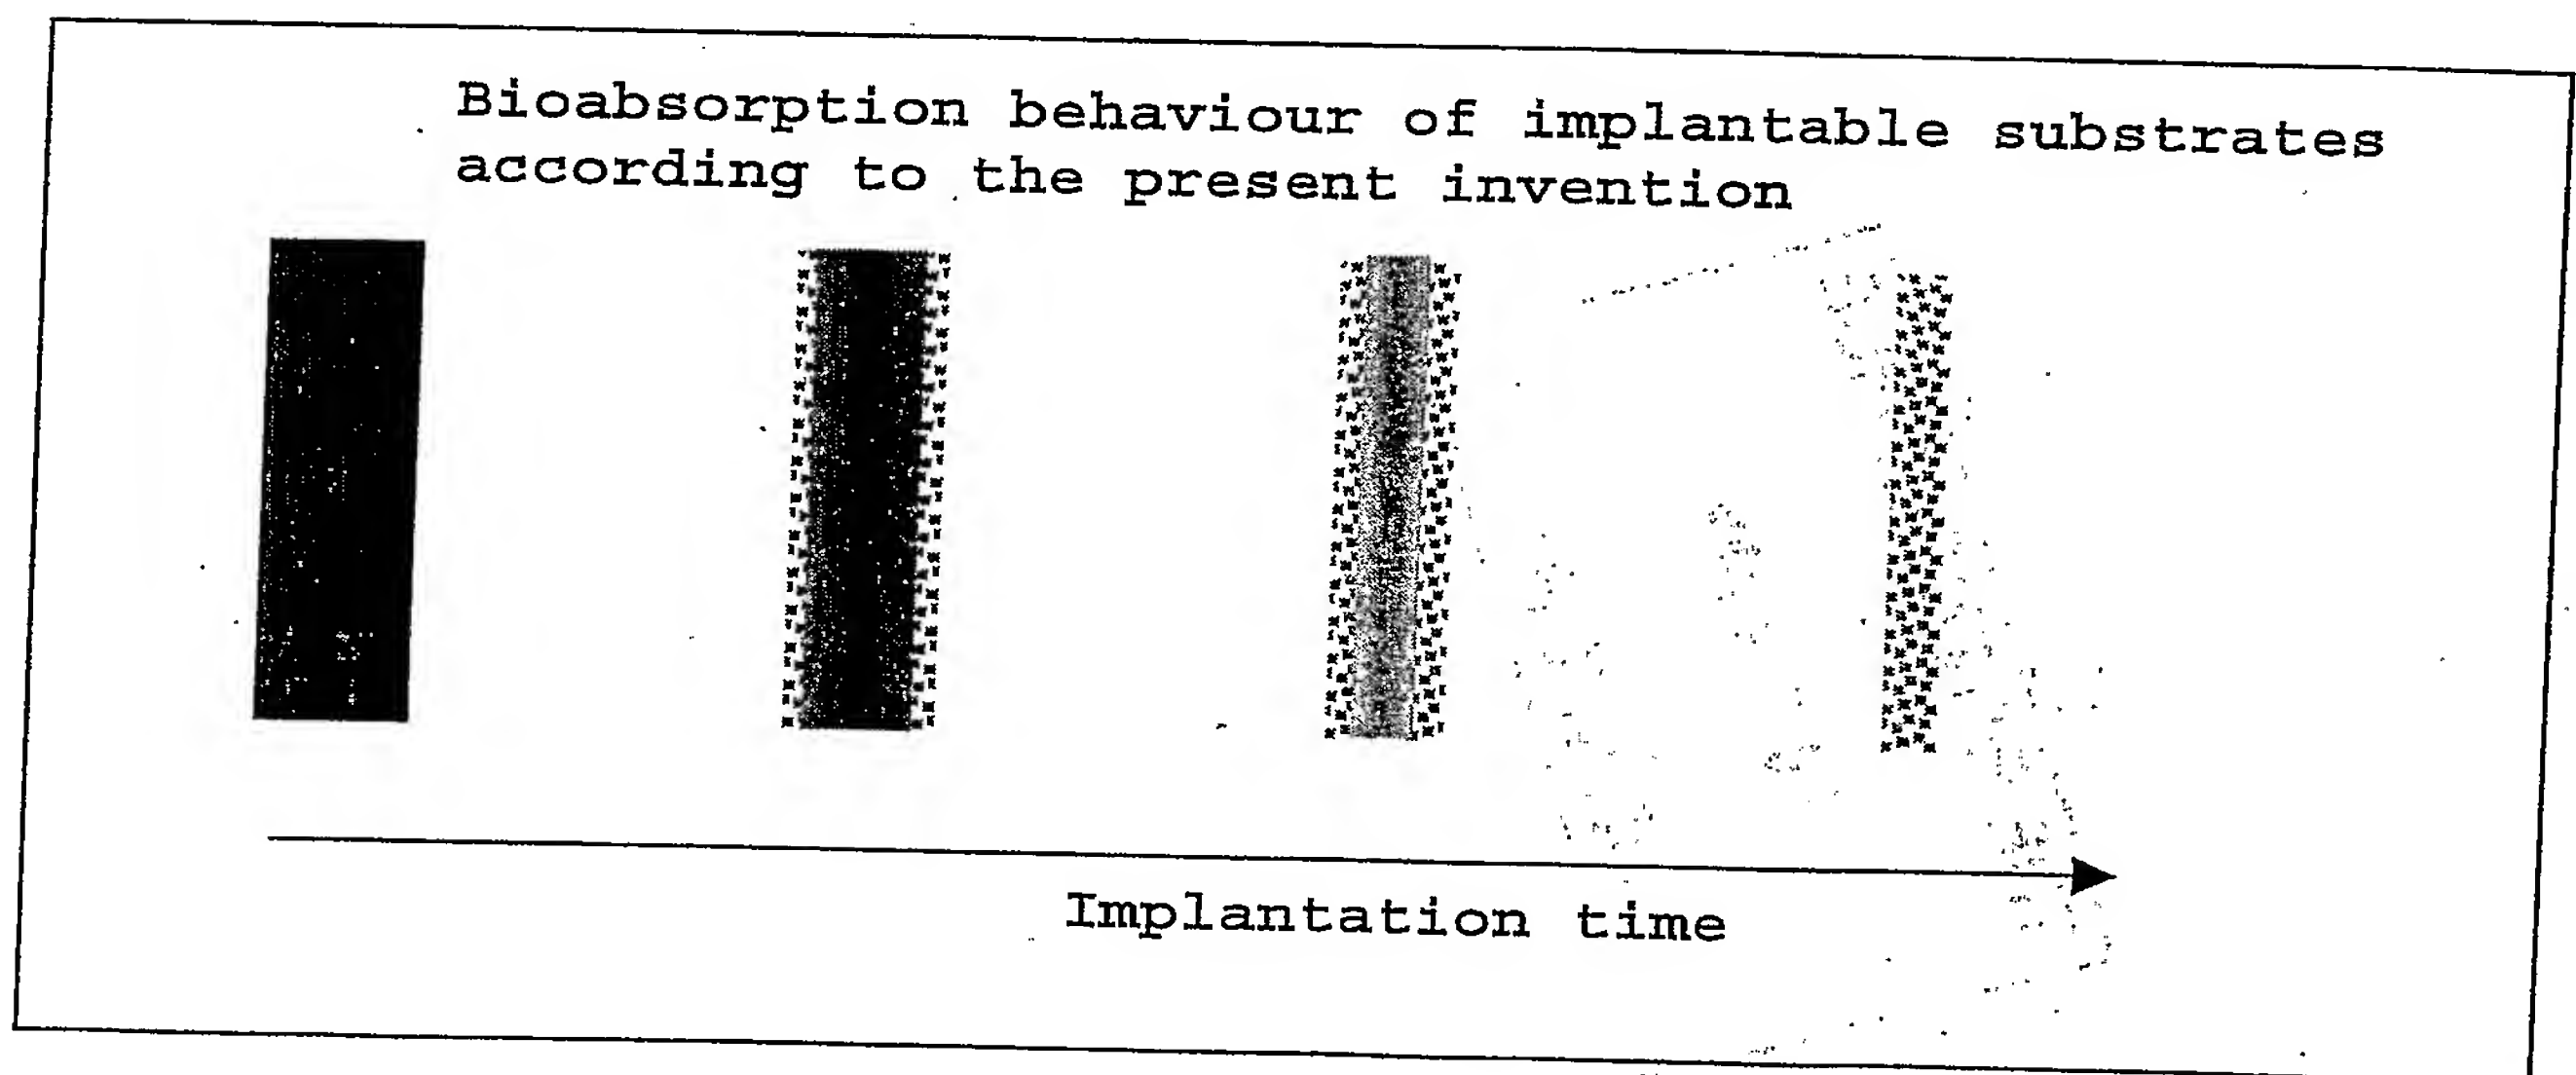 Bioabsorption behaviour of implantable substrates
according to the present invention
Implantation time